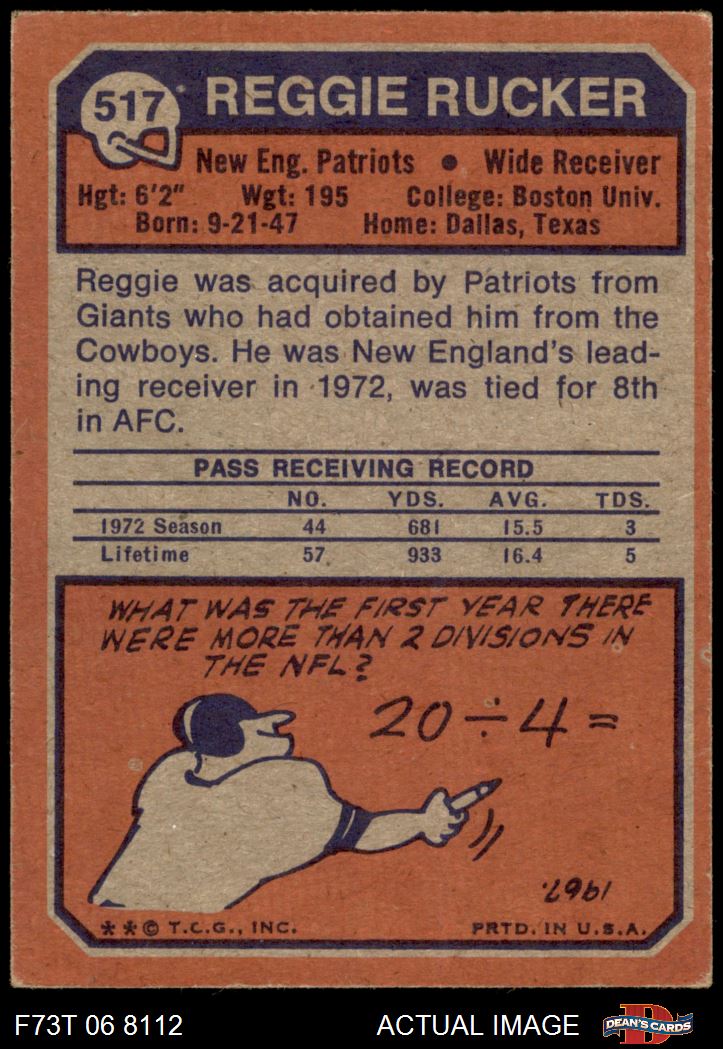 517 REGGIE RUCKER
New Eng. Patriots • Wide Receiver
Hgt: 6'2" Wgt: 195 College: Boston Univ.
Born: 9-21-47 Home: Dallas, Texas
Reggie was acquired by Patriots from
Giants who had obtained him from the
Cowboys. He was New England's lead-
ing receiver in 1972, was tied for 8th
in AFC.
PASS RECEIVING RECORD
NO. YDS. AVG. TDS.
1972 Season 44 681 15.5 3
Lifetime 57 933 16.4 5
WHAT WAS THE FIRST YEAR THERE
WERE MORE THAN 2 DIVISIONS IN
THE NFL?
20 ÷ 4 =
1967.
** © T.C.G., INC. PRTD. IN U.S.A.
F73T 06 8112 ACTUAL IMAGE D DEAN'S CARDS